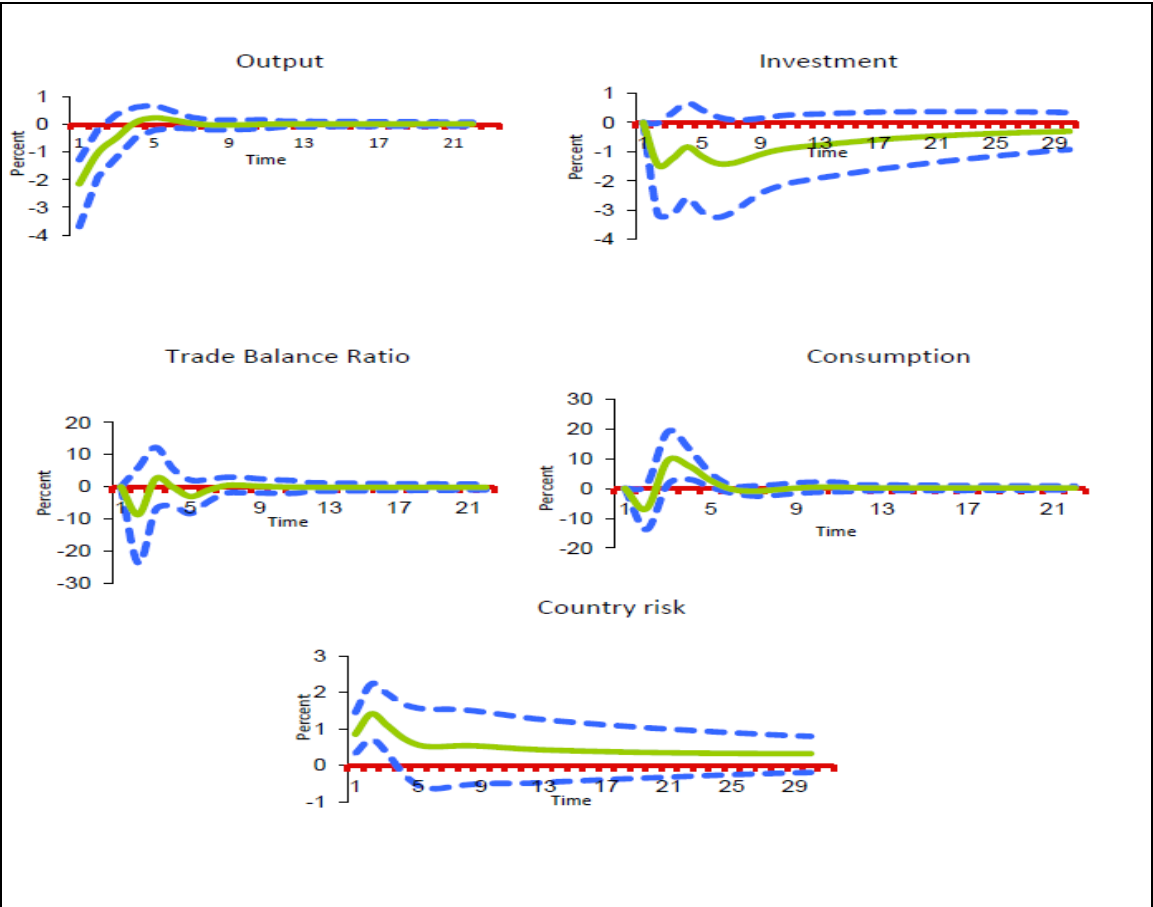 Output
1
0
-1
-2
-3
-4
Percent
1 5 9 13 17 21
Time
Investment
1
0
-1
-2
-3
-4
Percent
1 5 9 13 17 21 25 29
Time
Trade Balance Ratio
20
10
0
-10
-20
-30
Percent
1 5 9 13 17 21
Time
Consumption
30
20
10
0
-10
-20
Percent
1 5 9 13 17 21
Time
Country risk
3
2
1
0
-1
Percent
1 5 9 13 17 21 25 29
Time